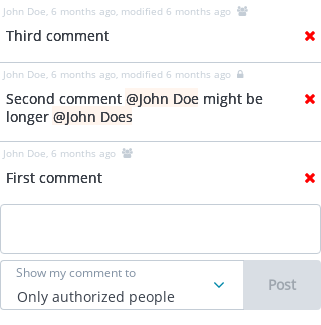 John Doe, 6 months ago, modified 6 months ago
Third comment
John Doe, 6 months ago, modified 6 months ago
Second comment @John Doe might be
longer @John Does
John Doe, 6 months ago
First comment
Show my comment to
Only authorized people
Post